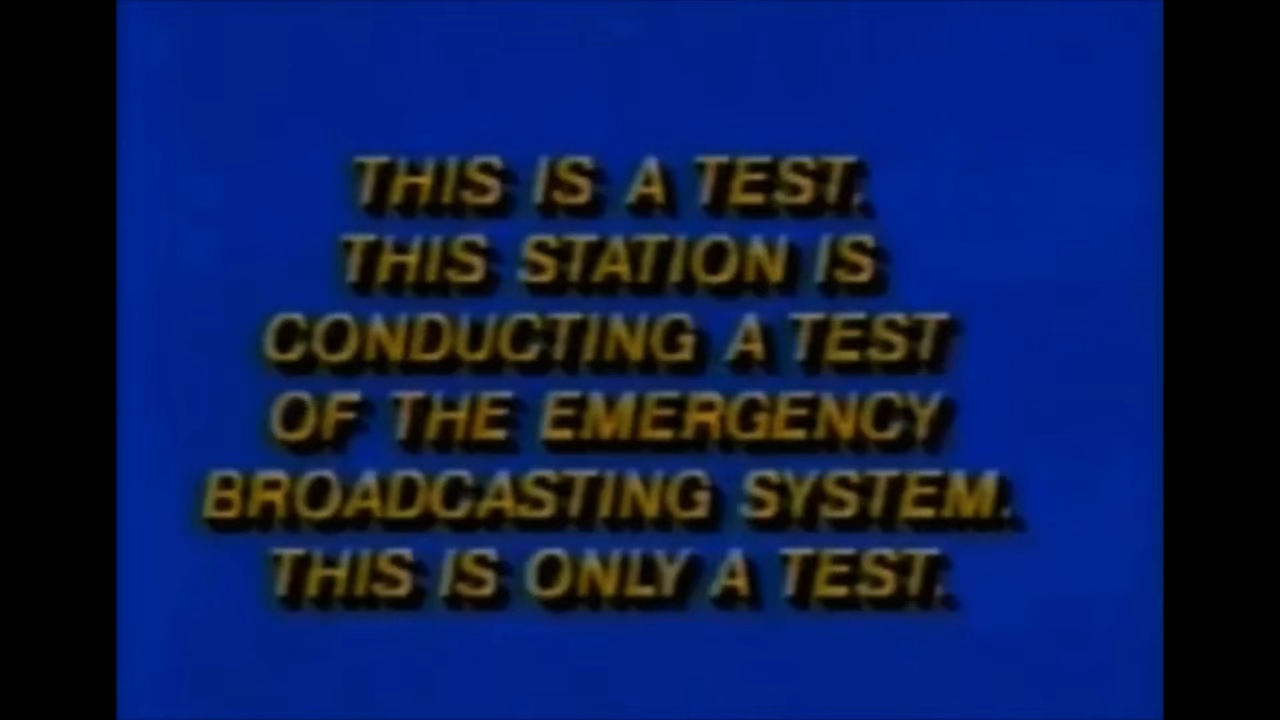 THIS IS A TEST.
THIS STATION IS
CONDUCTING A TEST
OF THE EMERGENCY
BROADCASTING SYSTEM.
THIS IS ONLY A TEST.